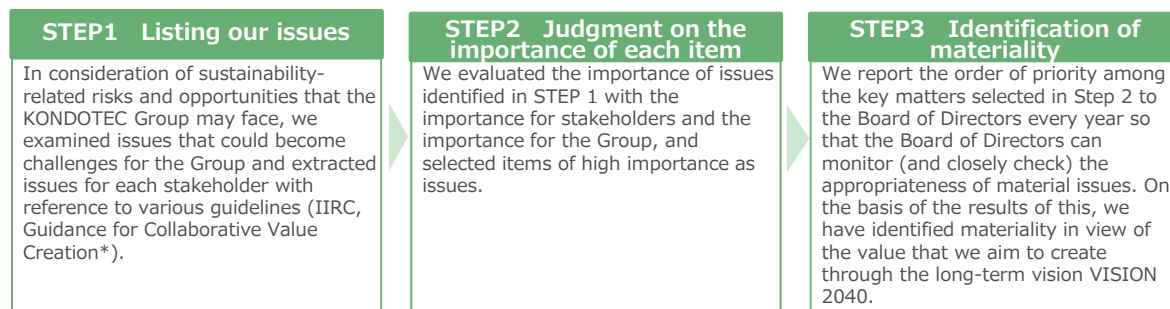 STEP1 Listing our issues
In consideration of sustainability-
related risks and opportunities that the
KONDOTEC Group may face, we
examined issues that could become
challenges for the Group and extracted
issues for each stakeholder with
reference to various guidelines (IIRC,
Guidance for Collaborative Value
Creation*).
STEP2 Judgment on the
importance of each item
We evaluated the importance of issues
identified in STEP 1 with the
importance for stakeholders and the
importance for the Group, and
selected items of high importance as
issues.
STEP3 Identification of
materiality
We report the order of priority among
the key matters selected in Step 2 to
the Board of Directors every year so
that the Board of Directors can
monitor (and closely check) the
appropriateness of material issues. On
the basis of the results of this, we
have identified materiality in view of
the value that we aim to create
through the long-term vision VISION
2040.